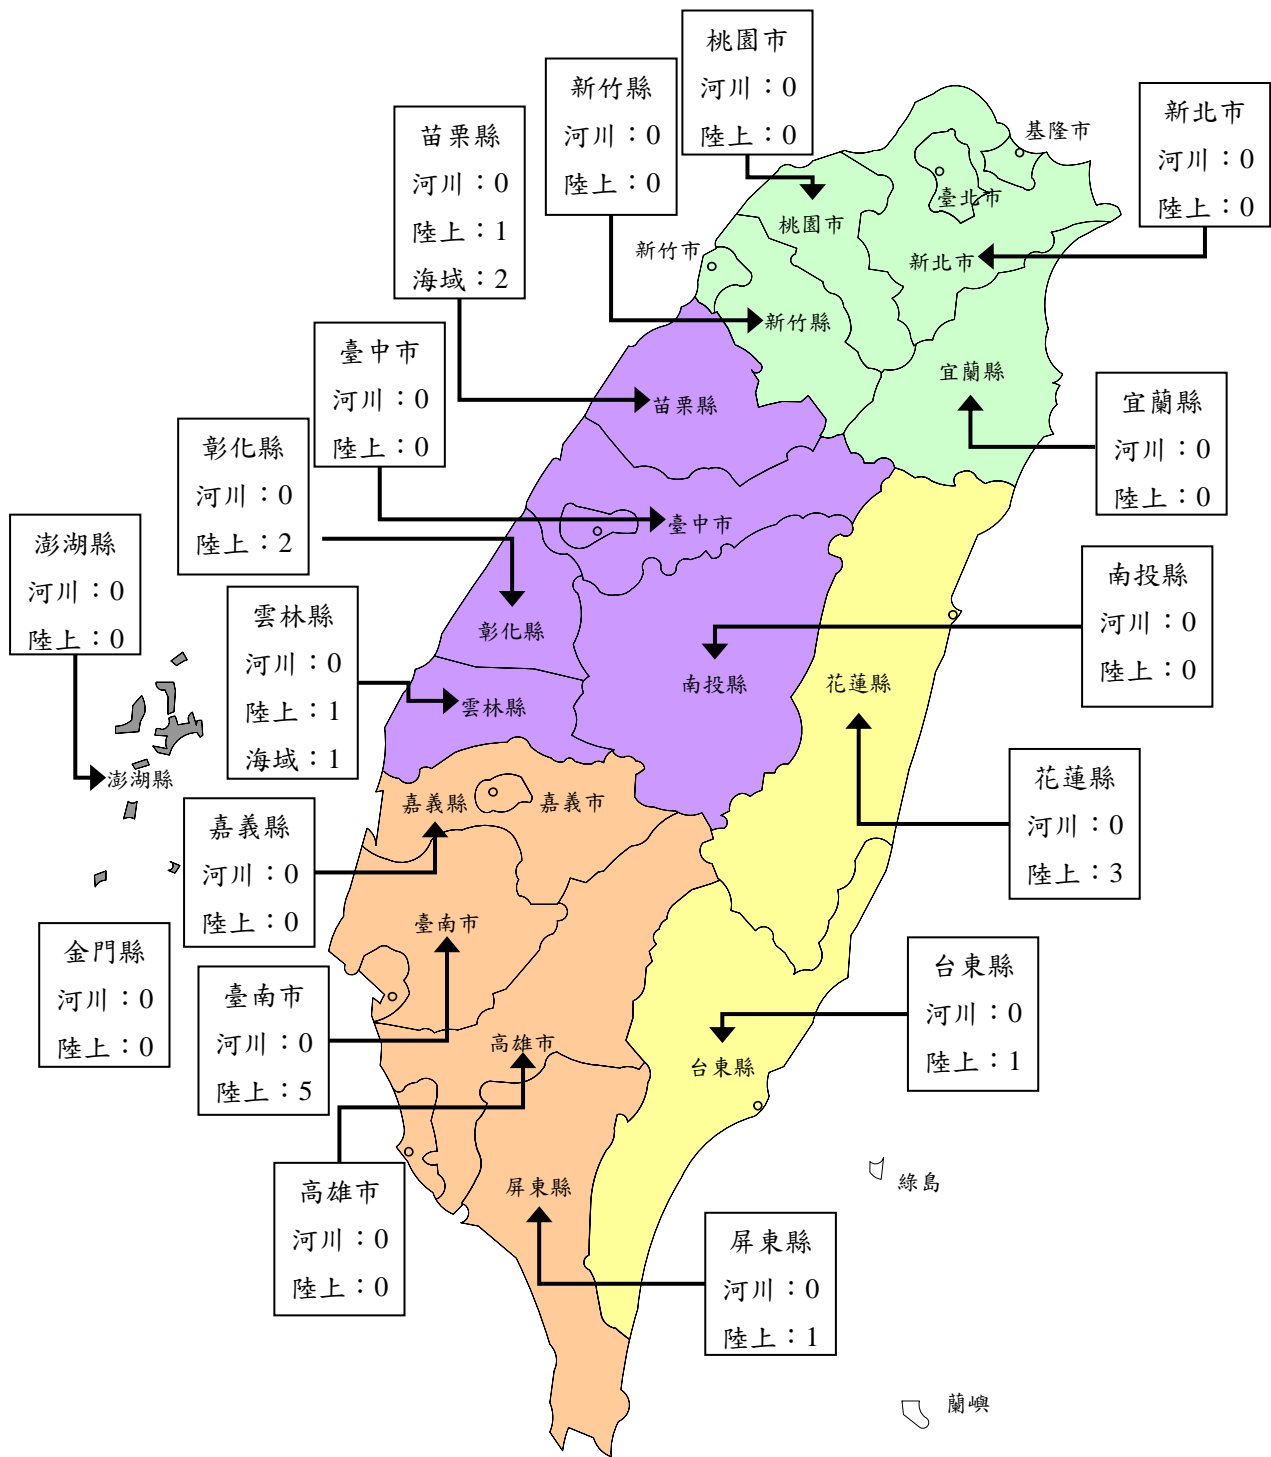 桃園市
河川：0
陸上：0
新竹縣
河川：0
陸上：0
苗栗縣
河川：0
陸上：1
海域：2
新北市
河川：0
陸上：0
基隆市
臺北市
桃園市
新竹市
新北市
新竹縣
臺中市
河川：0
陸上：0
宜蘭縣
苗栗縣
宜蘭縣
河川：0
陸上：0
彰化縣
河川：0
陸上：2
臺中市
澎湖縣
河川：0
陸上：0
南投縣
河川：0
陸上：0
雲林縣
河川：0
陸上：1
海域：1
彰化縣
南投縣
花蓮縣
雲林縣
澎湖縣
花蓮縣
河川：0
陸上：3
嘉義縣
嘉義市
嘉義縣
河川：0
陸上：0
臺南市
金門縣
河川：0
陸上：0
臺南市
河川：0
陸上：5
台東縣
河川：0
陸上：1
高雄市
台東縣
高雄市
河川：0
陸上：0
屏東縣
綠島
屏東縣
河川：0
陸上：1
蘭嶼